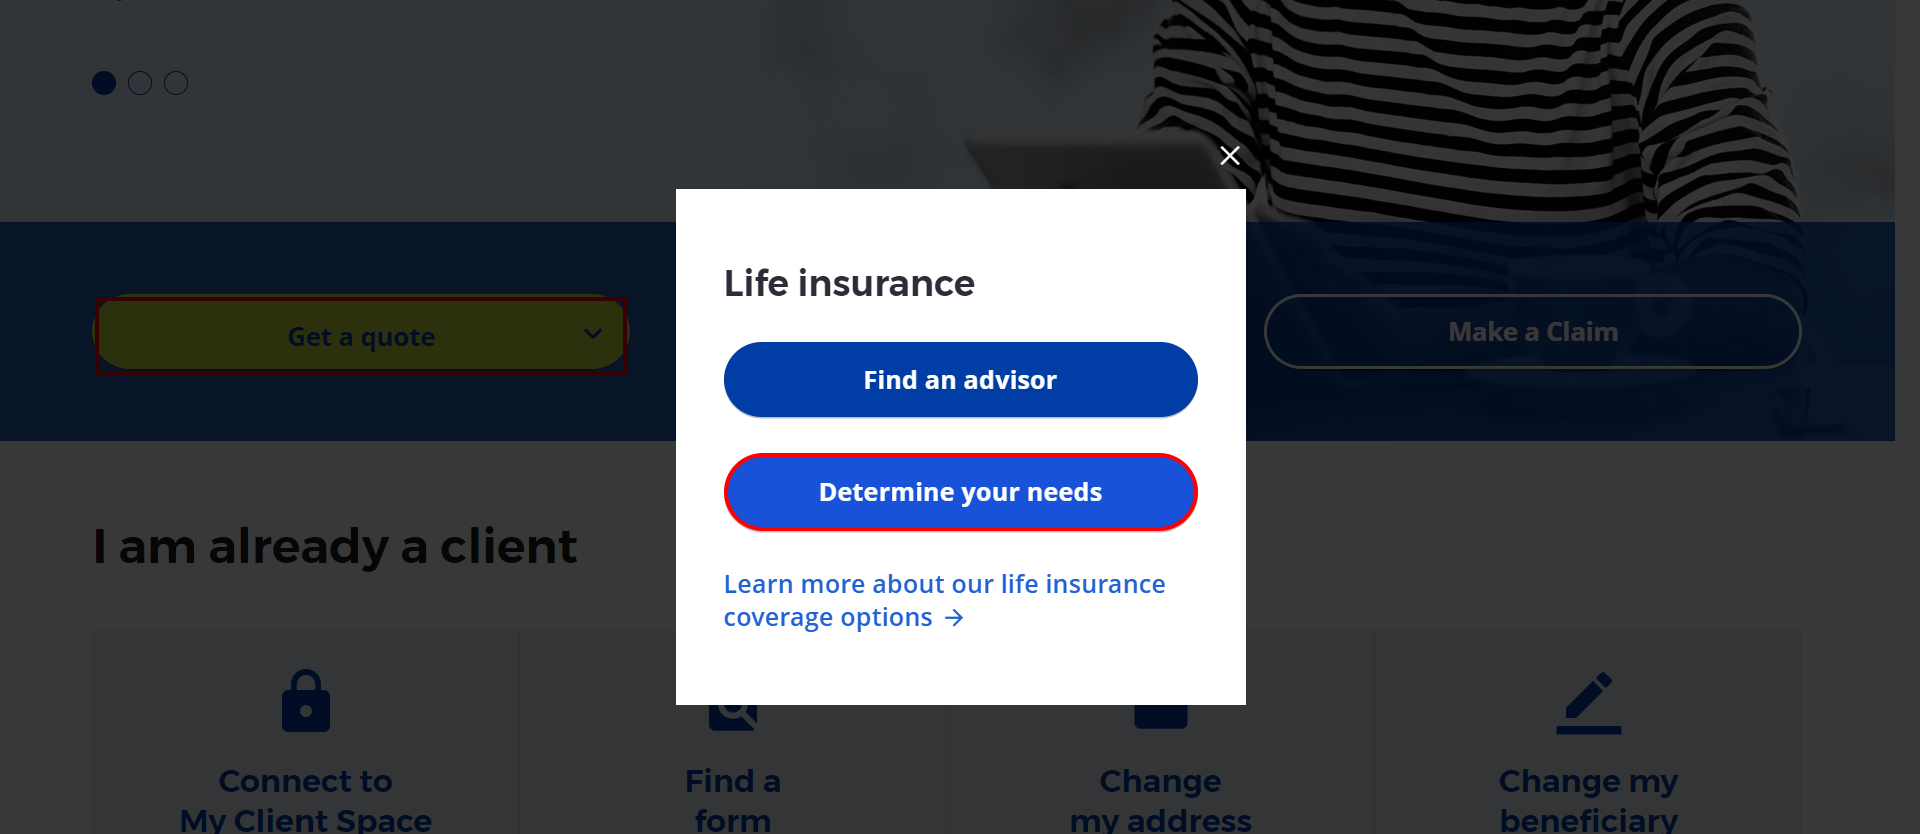 Get a quote
Make a Claim
Life insurance
Find an advisor
Determine your needs
Learn more about our life insurance
coverage options →
I am already a client
Connect to
My Client Space
Find a
form
Change
my address
Change my
beneficiary